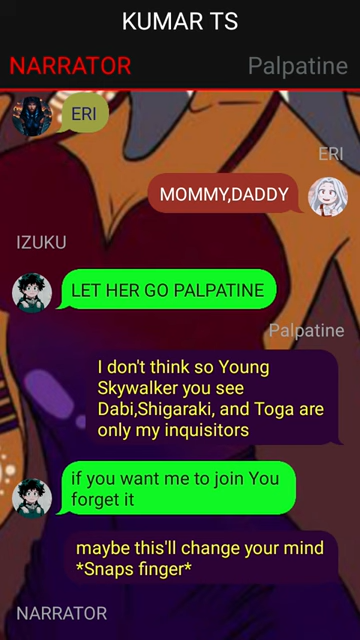 KUMAR TS
NARRATOR Palpatine
ERI
ERI
MOMMY,DADDY
IZUKU
LET HER GO PALPATINE
Palpatine
I don't think so Young
Skywalker you see
Dabi,Shigaraki, and Toga are
only my inquisitors
if you want me to join You
forget it
maybe this'll change your mind
*Snaps finger*
NARRATOR